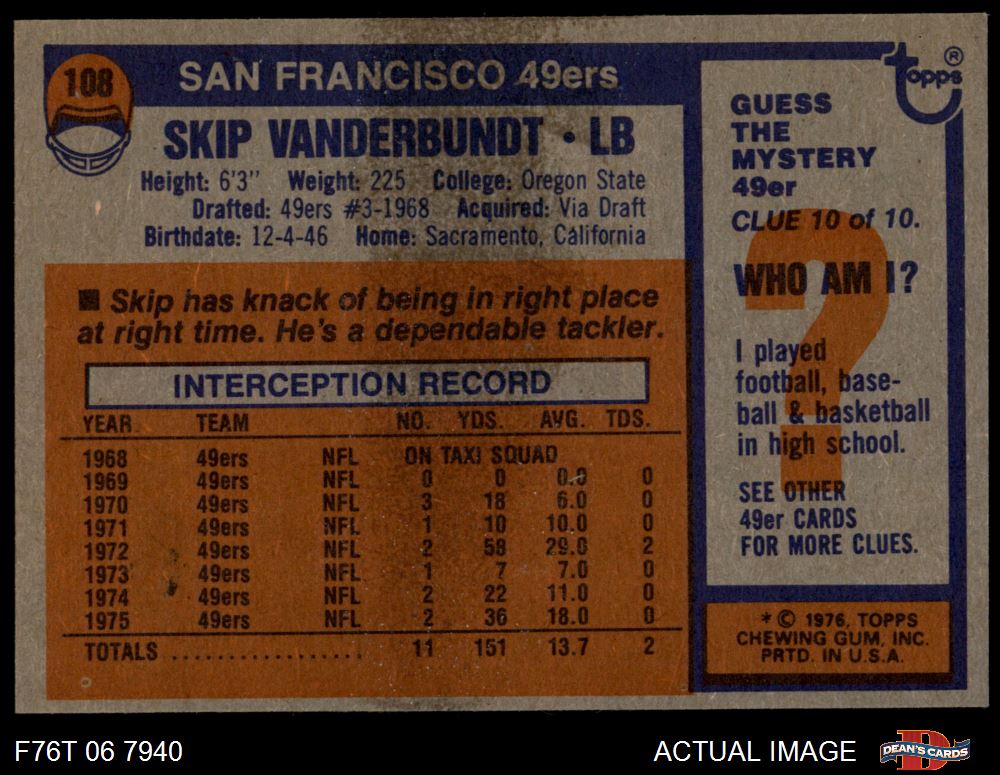 108
SAN FRANCISCO 49ers
SKIP VANDERBUNDT • LB
Height: 6'3" Weight: 225 College: Oregon State
Drafted: 49ers #3-1968 Acquired: Via Draft
Birthdate: 12-4-46 Home: Sacramento, California
■ Skip has knack of being in right place
at right time. He's a dependable tackler.
INTERCEPTION RECORD
YEAR TEAM NO. YDS. AVG. TDS.
1968 49ers NFL ON TAXI SQUAD
1969 49ers NFL 0 0 0.0 0
1970 49ers NFL 3 18 6.0 0
1971 49ers NFL 1 10 10.0 0
1972 49ers NFL 2 58 29.0 2
1973 49ers NFL 1 7 7.0 0
1974 49ers NFL 2 22 11.0 0
1975 49ers NFL 2 36 18.0 0
TOTALS .................. 11 151 13.7 2
topps ®
GUESS
THE
MYSTERY
49er
CLUE 10 of 10.
?
WHO AM I?
I played
football, base-
ball & basketball
in high school.
SEE OTHER
49er CARDS
FOR MORE CLUES.
* © 1976, TOPPS
CHEWING GUM, INC.
PRTD. IN U.S.A.
F76T 06 7940
ACTUAL IMAGE
D
DEAN'S CARDS